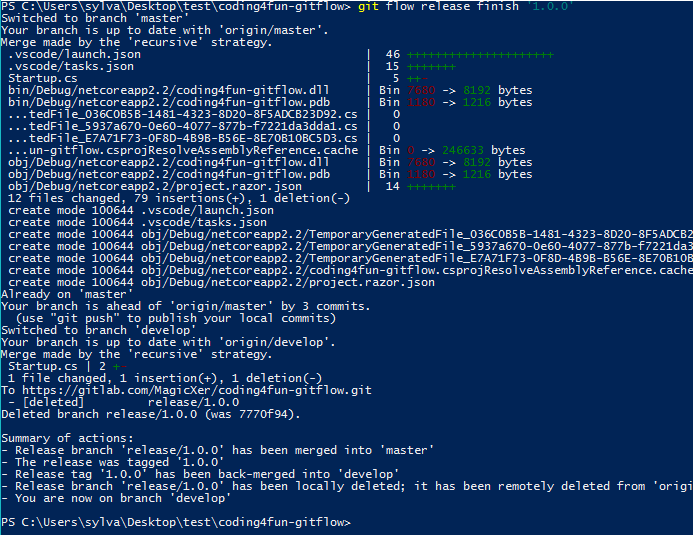 PS C:\Users\sylva\Desktop\test\coding4fun-gitflow> git flow release finish '1.0.0'
Switched to branch 'master'
Your branch is up to date with 'origin/master'.
Merge made by the 'recursive' strategy.
.vscode/launch.json | 46 ++++++++++++++++++++++
.vscode/tasks.json | 15 +++++++
Startup.cs | 5 ++-
bin/Debug/netcoreapp2.2/coding4fun-gitflow.dll | Bin 7680 -> 8192 bytes
bin/Debug/netcoreapp2.2/coding4fun-gitflow.pdb | Bin 1180 -> 1216 bytes
...tedFile_036C0B5B-1481-4323-8D20-8F5ADCB23D92.cs | 0
...tedFile_5937a670-0e60-4077-877b-f7221da3dda1.cs | 0
...tedFile_E7A71F73-0F8D-4B9B-B56E-8E70B10BC5D3.cs | 0
...un-gitflow.csprojResolveAssemblyReference.cache | Bin 0 -> 246633 bytes
obj/Debug/netcoreapp2.2/coding4fun-gitflow.dll | Bin 7680 -> 8192 bytes
obj/Debug/netcoreapp2.2/coding4fun-gitflow.pdb | Bin 1180 -> 1216 bytes
obj/Debug/netcoreapp2.2/project.razor.json | 14 +++++++
12 files changed, 79 insertions(+), 1 deletion(-)
create mode 100644 .vscode/launch.json
create mode 100644 .vscode/tasks.json
create mode 100644 obj/Debug/netcoreapp2.2/TemporaryGeneratedFile_036C0B5B-1481-4323-8D20-8F5ADCB2
create mode 100644 obj/Debug/netcoreapp2.2/TemporaryGeneratedFile_5937a670-0e60-4077-877b-f7221da3
create mode 100644 obj/Debug/netcoreapp2.2/TemporaryGeneratedFile_E7A71F73-0F8D-4B9B-B56E-8E70B10B
create mode 100644 obj/Debug/netcoreapp2.2/coding4fun-gitflow.csprojResolveAssemblyReference.cache
create mode 100644 obj/Debug/netcoreapp2.2/project.razor.json
Already on 'master'
Your branch is ahead of 'origin/master' by 3 commits.
(use "git push" to publish your local commits)
Switched to branch 'develop'
Your branch is up to date with 'origin/develop'.
Merge made by the 'recursive' strategy.
Startup.cs | 2 +-
1 file changed, 1 insertion(+), 1 deletion(-)
To https://gitlab.com/MagicXer/coding4fun-gitflow.git
- [deleted] release/1.0.0
Deleted branch release/1.0.0 (was 7770f94).
Summary of actions:
- Release branch 'release/1.0.0' has been merged into 'master'
- The release was tagged '1.0.0'
- Release tag '1.0.0' has been back-merged into 'develop'
- Release branch 'release/1.0.0' has been locally deleted; it has been remotely deleted from 'origi
- You are now on branch 'develop'
PS C:\Users\sylva\Desktop\test\coding4fun-gitflow>